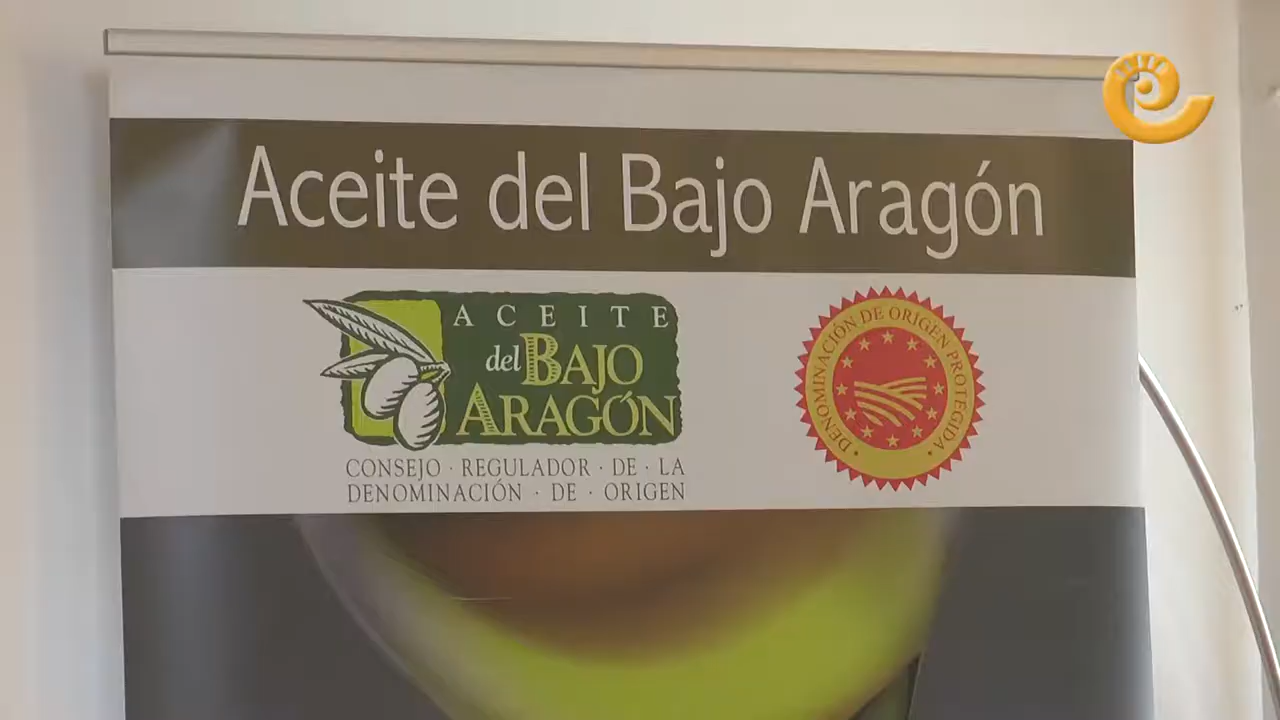 Aceite del Bajo Aragón
ACEITE
del BAJO
ARAGÓN
CONSEJO · REGULADOR · DE · LA
DENOMINACIÓN · DE · ORIGEN
· DENOMINACIÓN DE ORIGEN PROTEGIDA ·